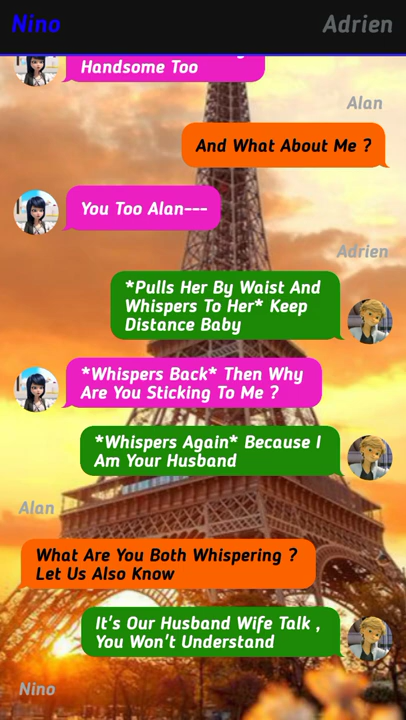 Nino
Adrien
Handsome Too
Alan
And What About Me ?
You Too Alan---
Adrien
*Pulls Her By Waist And
Whispers To Her* Keep
Distance Baby
*Whispers Back* Then Why
Are You Sticking To Me ?
*Whispers Again* Because I
Am Your Husband
Alan
What Are You Both Whispering ?
Let Us Also Know
It's Our Husband Wife Talk ,
You Won't Understand
Nino